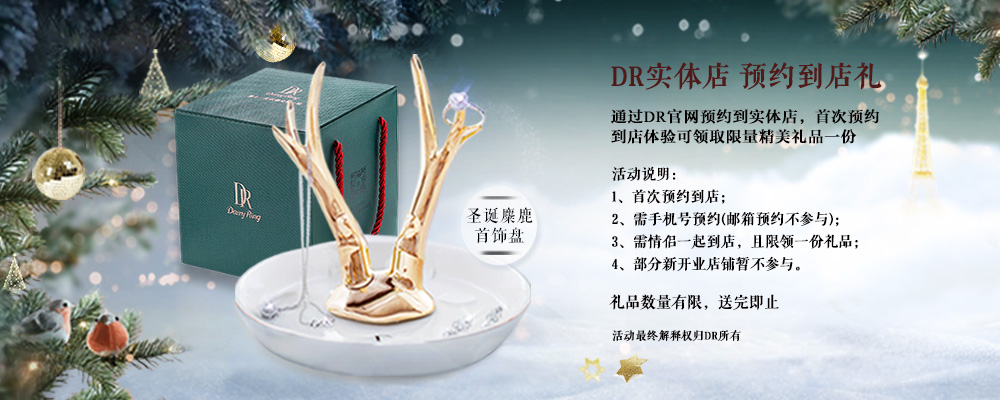 DR
DR
Darry Ring
圣诞麋鹿
首饰盘
DR实体店 预约到店礼
通过DR官网预约到实体店，首次预约
到店体验可领取限量精美礼品一份
活动说明：
1、首次预约到店；
2、需手机号预约(邮箱预约不参与)；
3、需情侣一起到店，且限领一份礼品；
4、部分新开业店铺暂不参与。
礼品数量有限，送完即止
活动最终解释权归DR所有